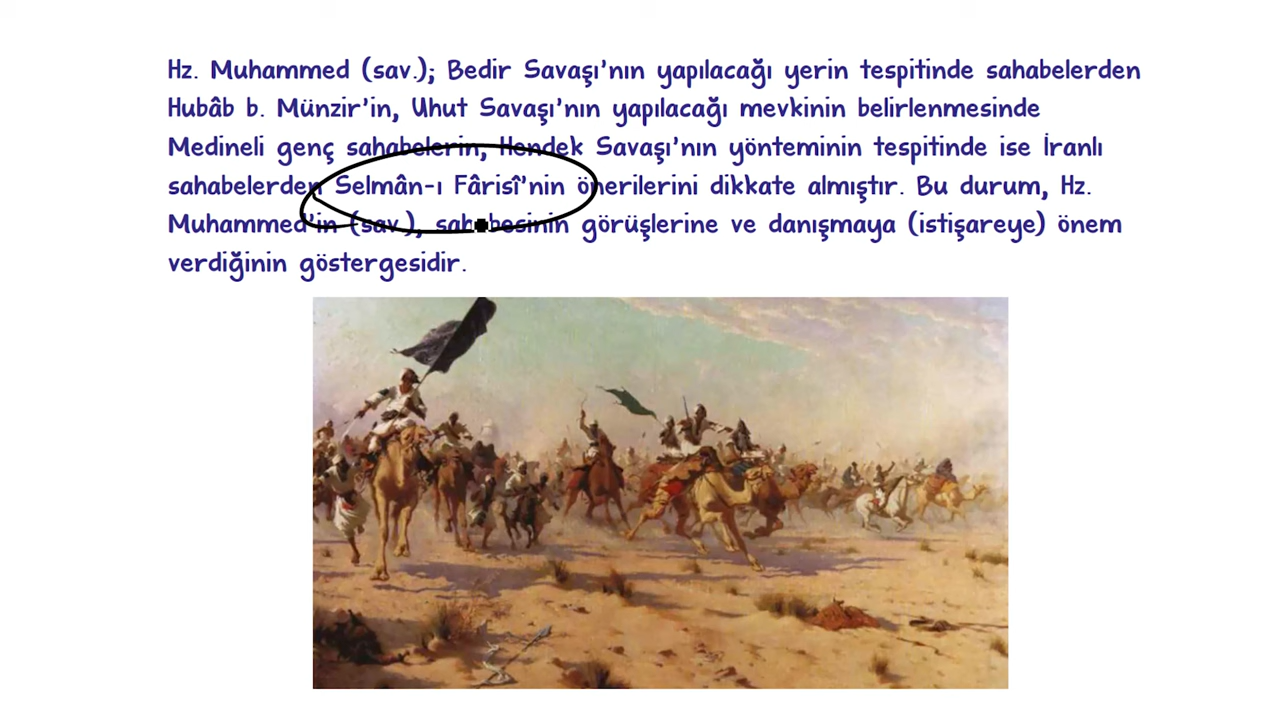 Hz. Muhammed (sav.); Bedir Savaşı'nın yapılacağı yerin tespitinde sahabelerden
Hubâb b. Münzir'in, Uhut Savaşı'nın yapılacağı mevkinin belirlenmesinde
Medineli genç sahabelerin, Hendek Savaşı'nın yönteminin tespitinde ise İranlı
sahabelerden Selmân-ı Fârisî'nin önerilerini dikkate almıştır. Bu durum, Hz.
Muhammed'in (sav.), sahabesinin görüşlerine ve danışmaya (istişareye) önem
verdiğinin göstergesidir.